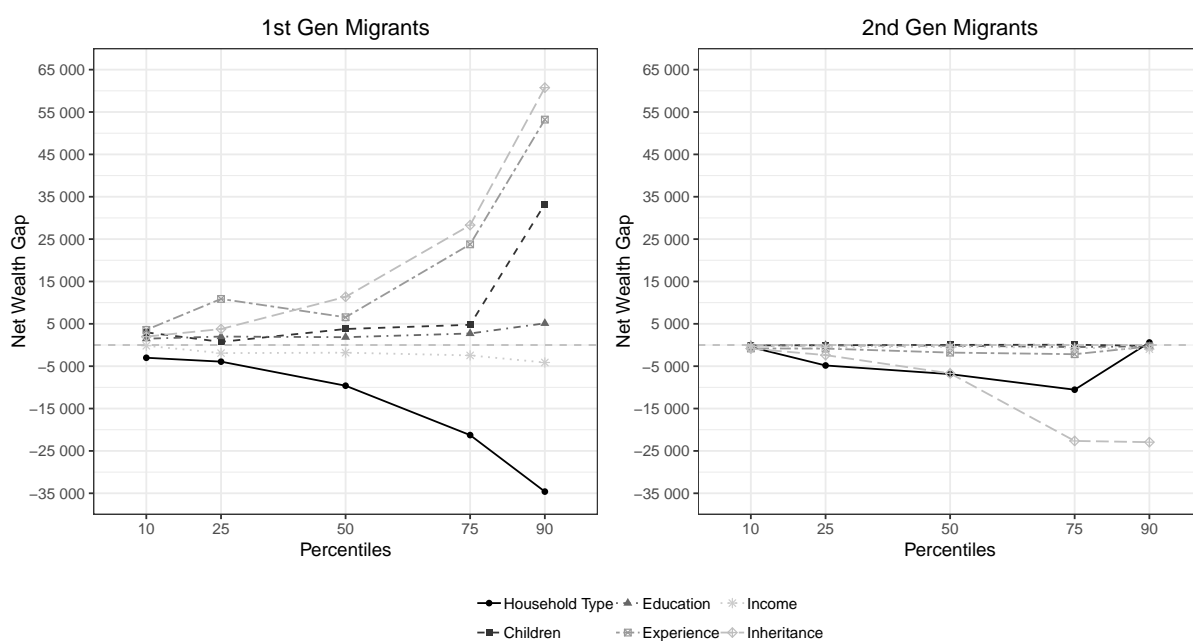 1st Gen Migrants
2nd Gen Migrants
65 000
55 000
45 000
35 000
25 000
15 000
5 000
−5 000
−15 000
−25 000
−35 000
Net Wealth Gap
10 25 50 75 90
Percentiles
65 000
55 000
45 000
35 000
25 000
15 000
5 000
−5 000
−15 000
−25 000
−35 000
Net Wealth Gap
10 25 50 75 90
Percentiles
Household Type Education Income
Children Experience Inheritance